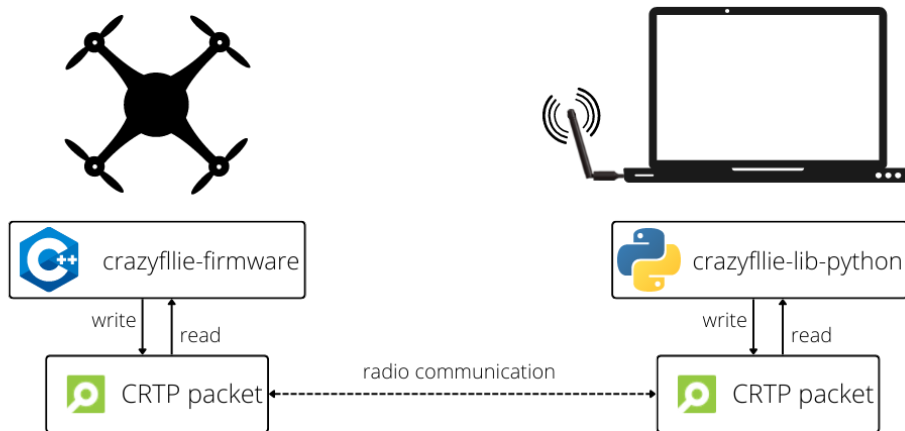 C++
crazyfllie-firmware
crazyfllie-lib-python
write
read
write
read
radio communication
CRTP packet
CRTP packet